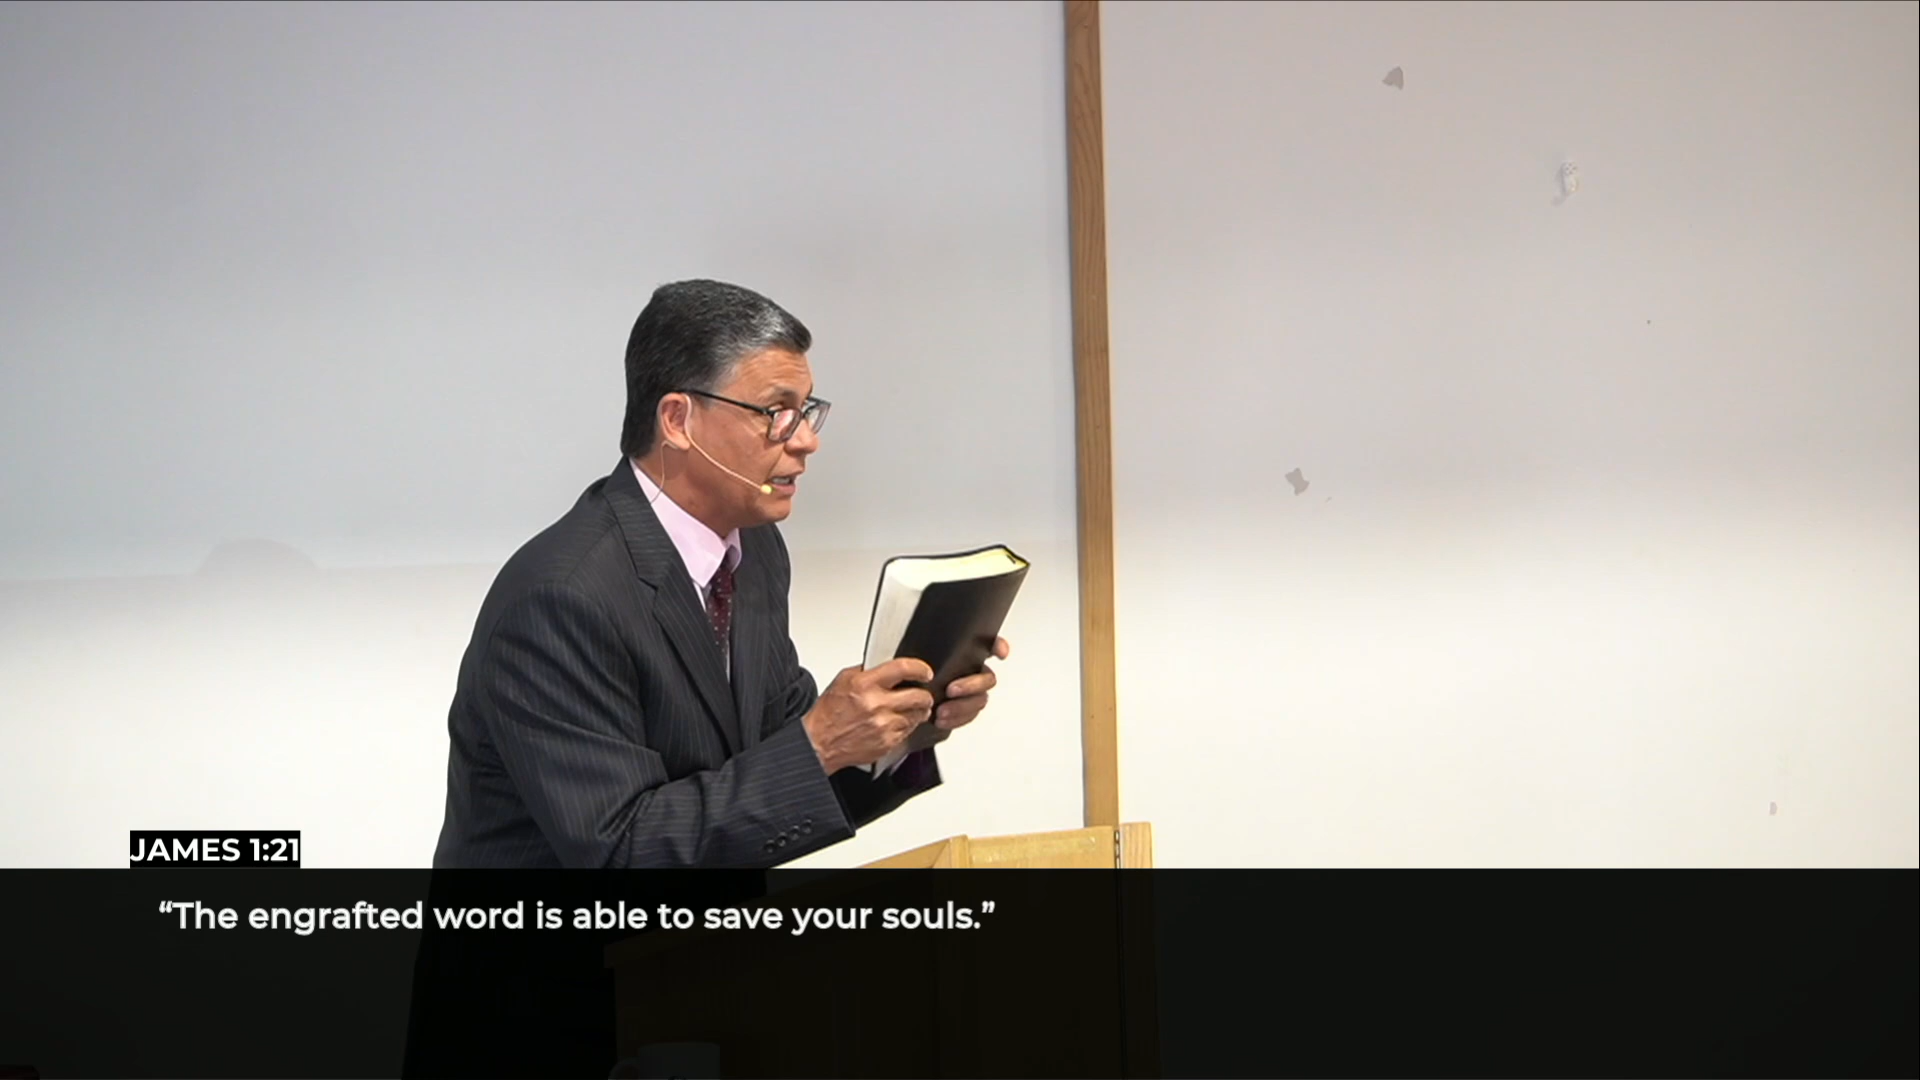 JAMES 1:21
“The engrafted word is able to save your souls.”